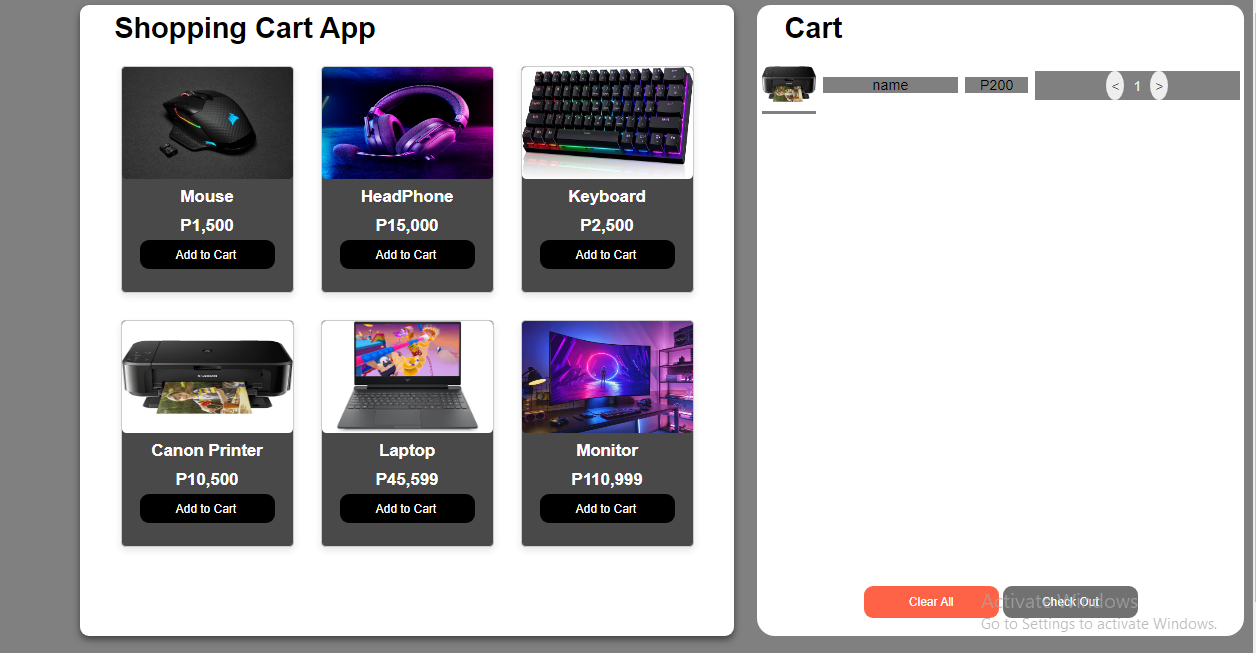 Shopping Cart App
Mouse
P1,500
Add to Cart
HeadPhone
P15,000
Add to Cart
Keyboard
P2,500
Add to Cart
Canon Printer
P10,500
Add to Cart
Laptop
P45,599
Add to Cart
Monitor
P110,999
Add to Cart
Cart
name P200 < 1 >
Clear All Check Out
Activate Windows
Go to Settings to activate Windows.